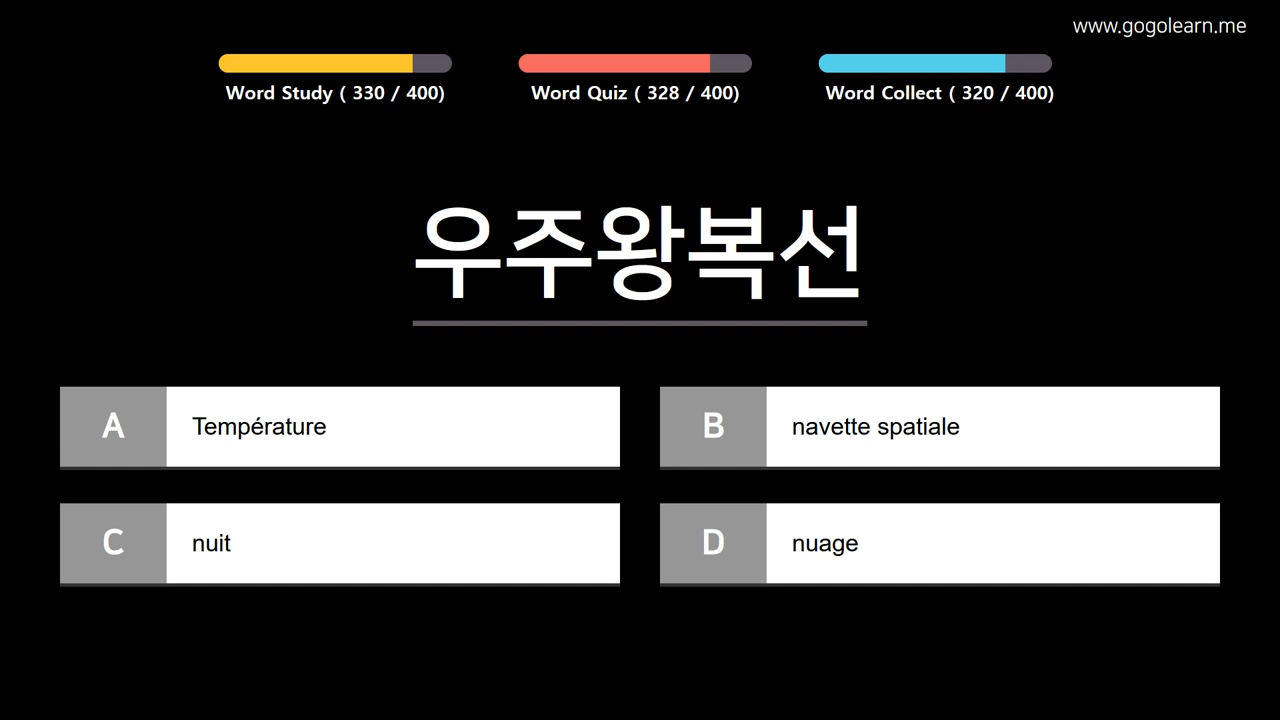 www.gogolearn.me
Word Study ( 330 / 400)
Word Quiz ( 328 / 400)
Word Collect ( 320 / 400)
우주왕복선
A Température
B navette spatiale
C nuit
D nuage